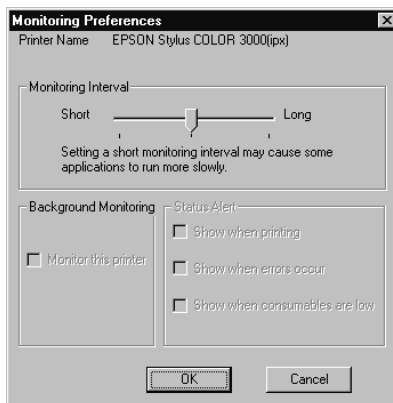 Monitoring Preferences
Printer Name EPSON Stylus COLOR 3000(ipx)
Monitoring Interval
Short Long
Setting a short monitoring interval may cause some
applications to run more slowly.
Background Monitoring Status Alert
Show when printing
Monitor this printer Show when errors occur
Show when consumables are low
OK Cancel